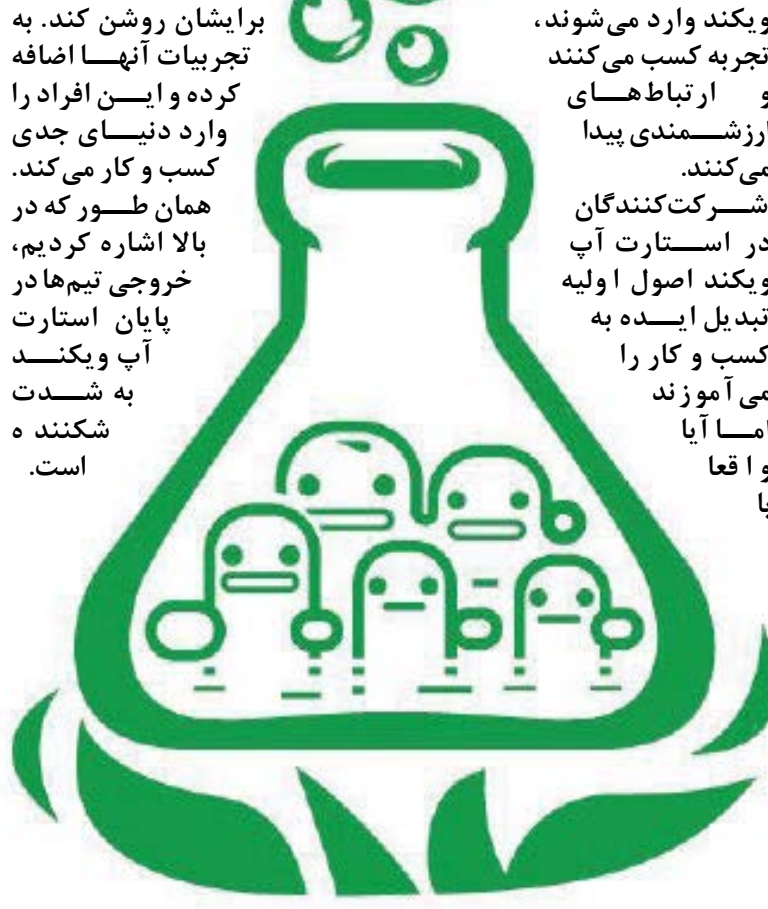 ویکند وارد می‌شوند،
تجربه کسب می‌کنند
و ارتباط‌های
ارزشمندی پیدا
می‌کنند.
شرکت‌کنندگان
در استارت آپ
ویکند اصول اولیه
تبدیل ایده به
کسب و کار را
می‌آموزند
اما آیا
واقعا
با
برایشان روشن کند. به
تجربیات آنها اضافه
کرده و این افراد را
وارد دنیای جدی
کسب و کار می‌کند.
همان طور که در
بالا اشاره کردیم،
خروجی تیم‌ها در
پایان استارت
آپ ویکند
به شدت
شکننده
است.